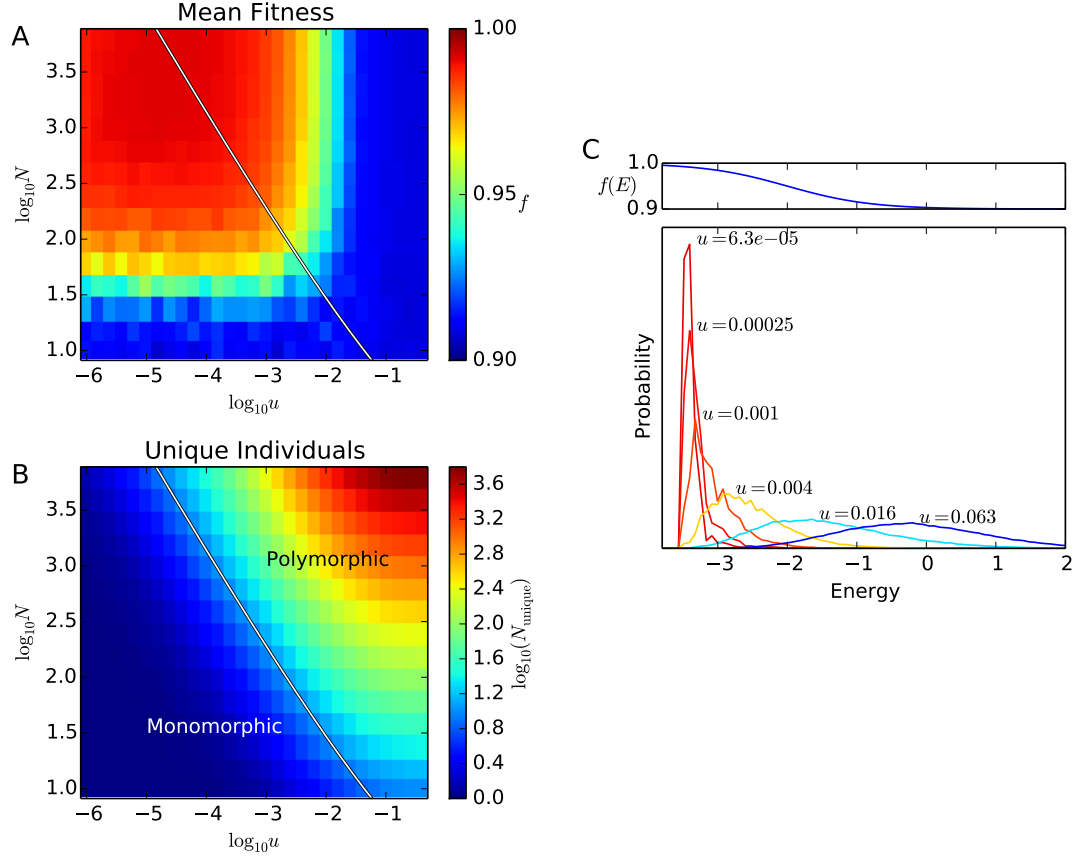 A
Mean Fitness
3.5
3.0
2.5
2.0
1.5
1.0
log₁₀N
−6 −5 −4 −3 −2 −1
log₁₀u
1.00
0.95
0.90
f
B
Unique Individuals
3.5
3.0
2.5
2.0
1.5
1.0
log₁₀N
Polymorphic
Monomorphic
−6 −5 −4 −3 −2 −1
log₁₀u
3.6
3.2
2.8
2.4
2.0
1.6
1.2
0.8
0.4
0.0
log₁₀(N_unique)
C
1.0
f(E)
0.9
u=6.3e−05
u=0.00025
u=0.001
u=0.004
u=0.016
u=0.063
Probability
−3 −2 −1 0 1 2
Energy